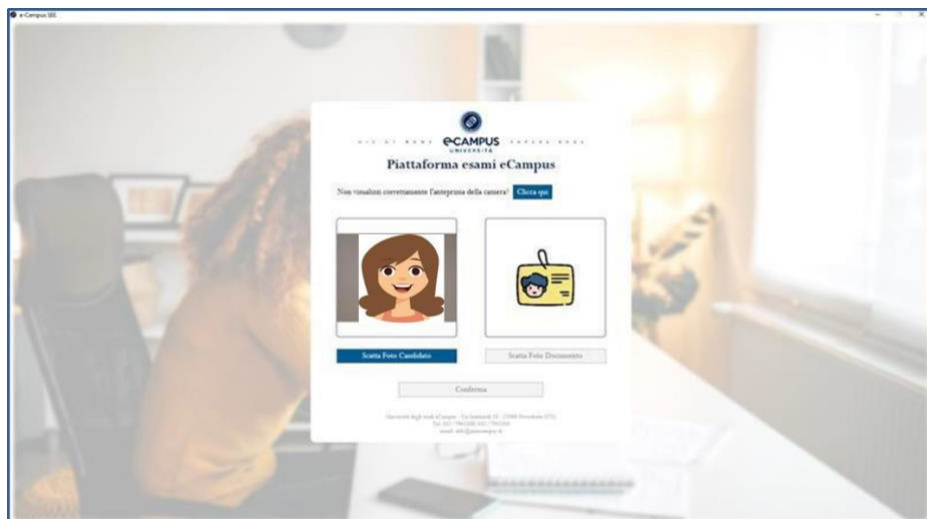 e-Campus SEE
eCAMPUS
UNIVERSITÀ
Piattaforma esami eCampus
Non visualizzi correttamente l'anteprima della camera? Clicca qui
Scatta Foto Candidato
Scatta Foto Documento
Conferma